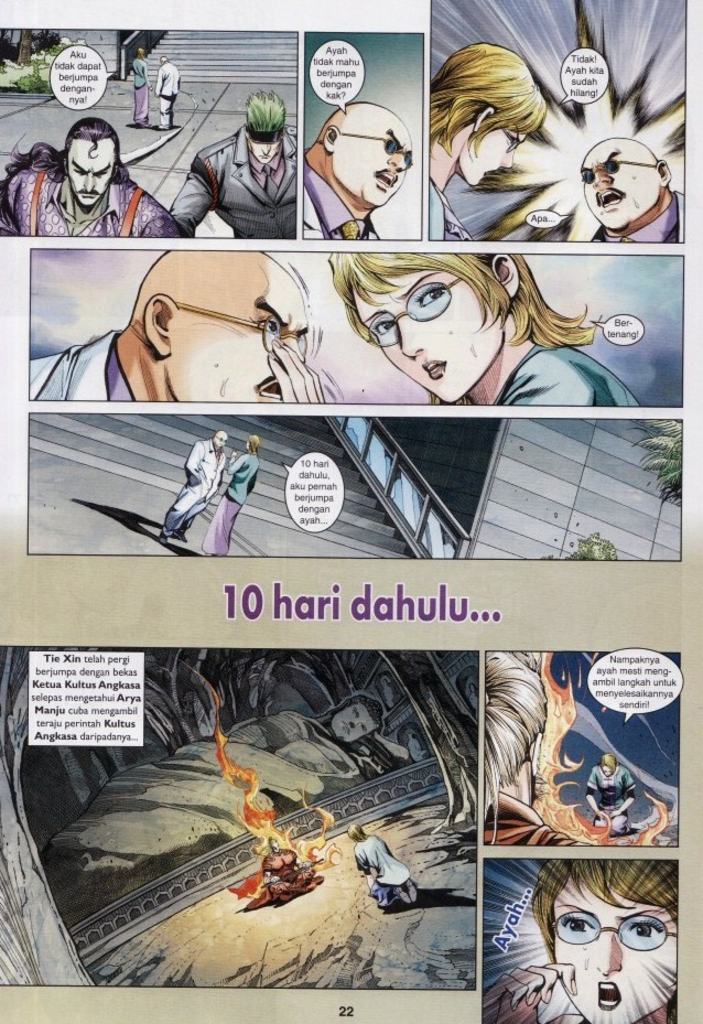 Aku
tidak dapat
berjumpa
dengan-
nya!
Ayah
tidak mahu
berjumpa
dengan
kak?
Tidak!
Ayah kita
sudah
hilang!
Apa...
Ber-
tenang!
10 hari
dahulu,
aku pernah
berjumpa
dengan
ayah...
10 hari dahulu...
Tie Xin telah pergi
berjumpa dengan bekas
Ketua Kultus Angkasa
selepas mengetahui Arya
Manju cuba mengambil
teraju perintah Kultus
Angkasa daripadanya...
Nampaknya
ayah mesti meng-
ambil langkah untuk
menyelesaikannya
sendiri!
Ayah...
22